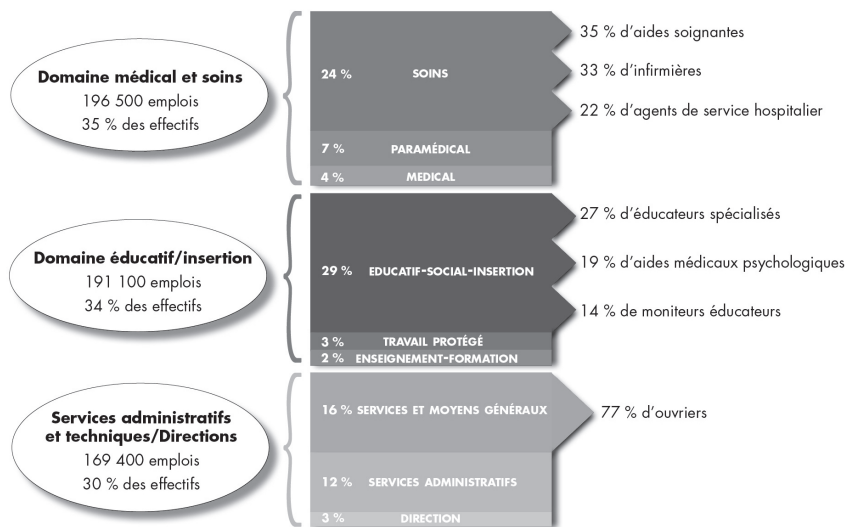 Domaine médical et soins
196 500 emplois
35 % des effectifs
24 % SOINS
7 % PARAMÉDICAL
4 % MEDICAL
35 % d'aides soignantes
33 % d'infirmières
22 % d'agents de service hospitalier
Domaine éducatif/insertion
191 100 emplois
34 % des effectifs
29 % EDUCATIF-SOCIAL-INSERTION
3 % TRAVAIL PROTÉGÉ
2 % ENSEIGNEMENT-FORMATION
27 % d'éducateurs spécialisés
19 % d'aides médicaux psychologiques
14 % de moniteurs éducateurs
Services administratifs
et techniques/Directions
169 400 emplois
30 % des effectifs
16 % SERVICES ET MOYENS GÉNÉRAUX
12 % SERVICES ADMINISTRATIFS
3 % DIRECTION
77 % d'ouvriers